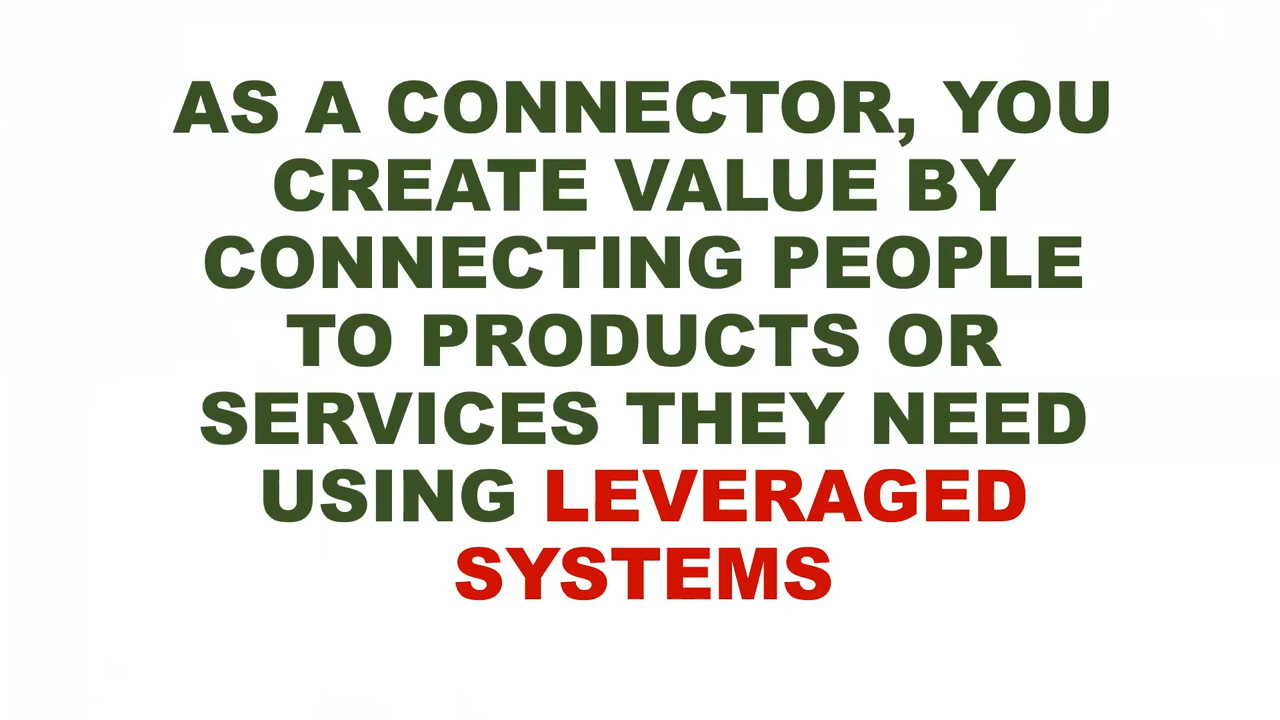 AS A CONNECTOR, YOU
CREATE VALUE BY
CONNECTING PEOPLE
TO PRODUCTS OR
SERVICES THEY NEED
USING LEVERAGED
SYSTEMS